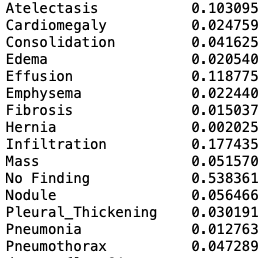 Atelectasis 0.103095
Cardiomegaly 0.024759
Consolidation 0.041625
Edema 0.020540
Effusion 0.118775
Emphysema 0.022440
Fibrosis 0.015037
Hernia 0.002025
Infiltration 0.177435
Mass 0.051570
No Finding 0.538361
Nodule 0.056466
Pleural_Thickening 0.030191
Pneumonia 0.012763
Pneumothorax 0.047289